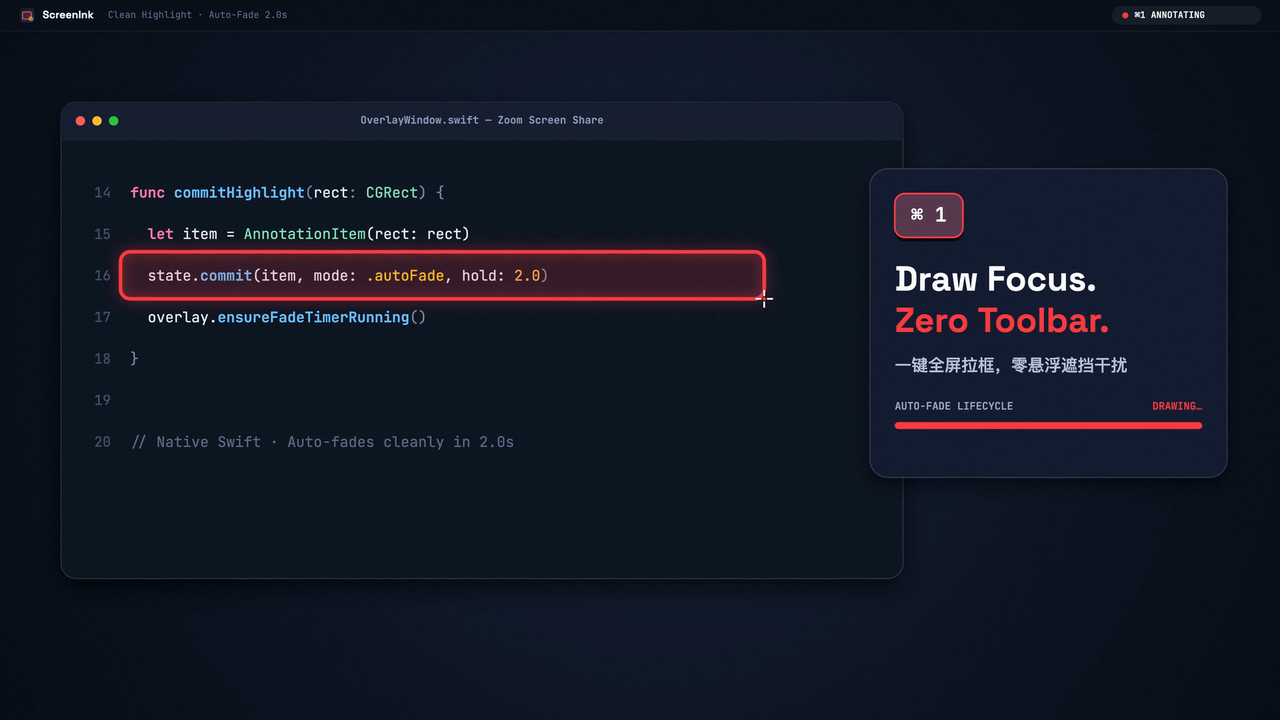 ScreenInk Clean Highlight · Auto-Fade 2.0s
⌘1 ANNOTATING
OverlayWindow.swift — Zoom Screen Share
14 func commitHighlight(rect: CGRect) {
15 let item = AnnotationItem(rect: rect)
16 state.commit(item, mode: .autoFade, hold: 2.0)
17 overlay.ensureFadeTimerRunning()
18 }
19
20 // Native Swift · Auto-fades cleanly in 2.0s
⌘ 1
Draw Focus.
Zero Toolbar.
一键全屏拉框，零悬浮遮挡干扰
AUTO-FADE LIFECYCLE DRAWING…